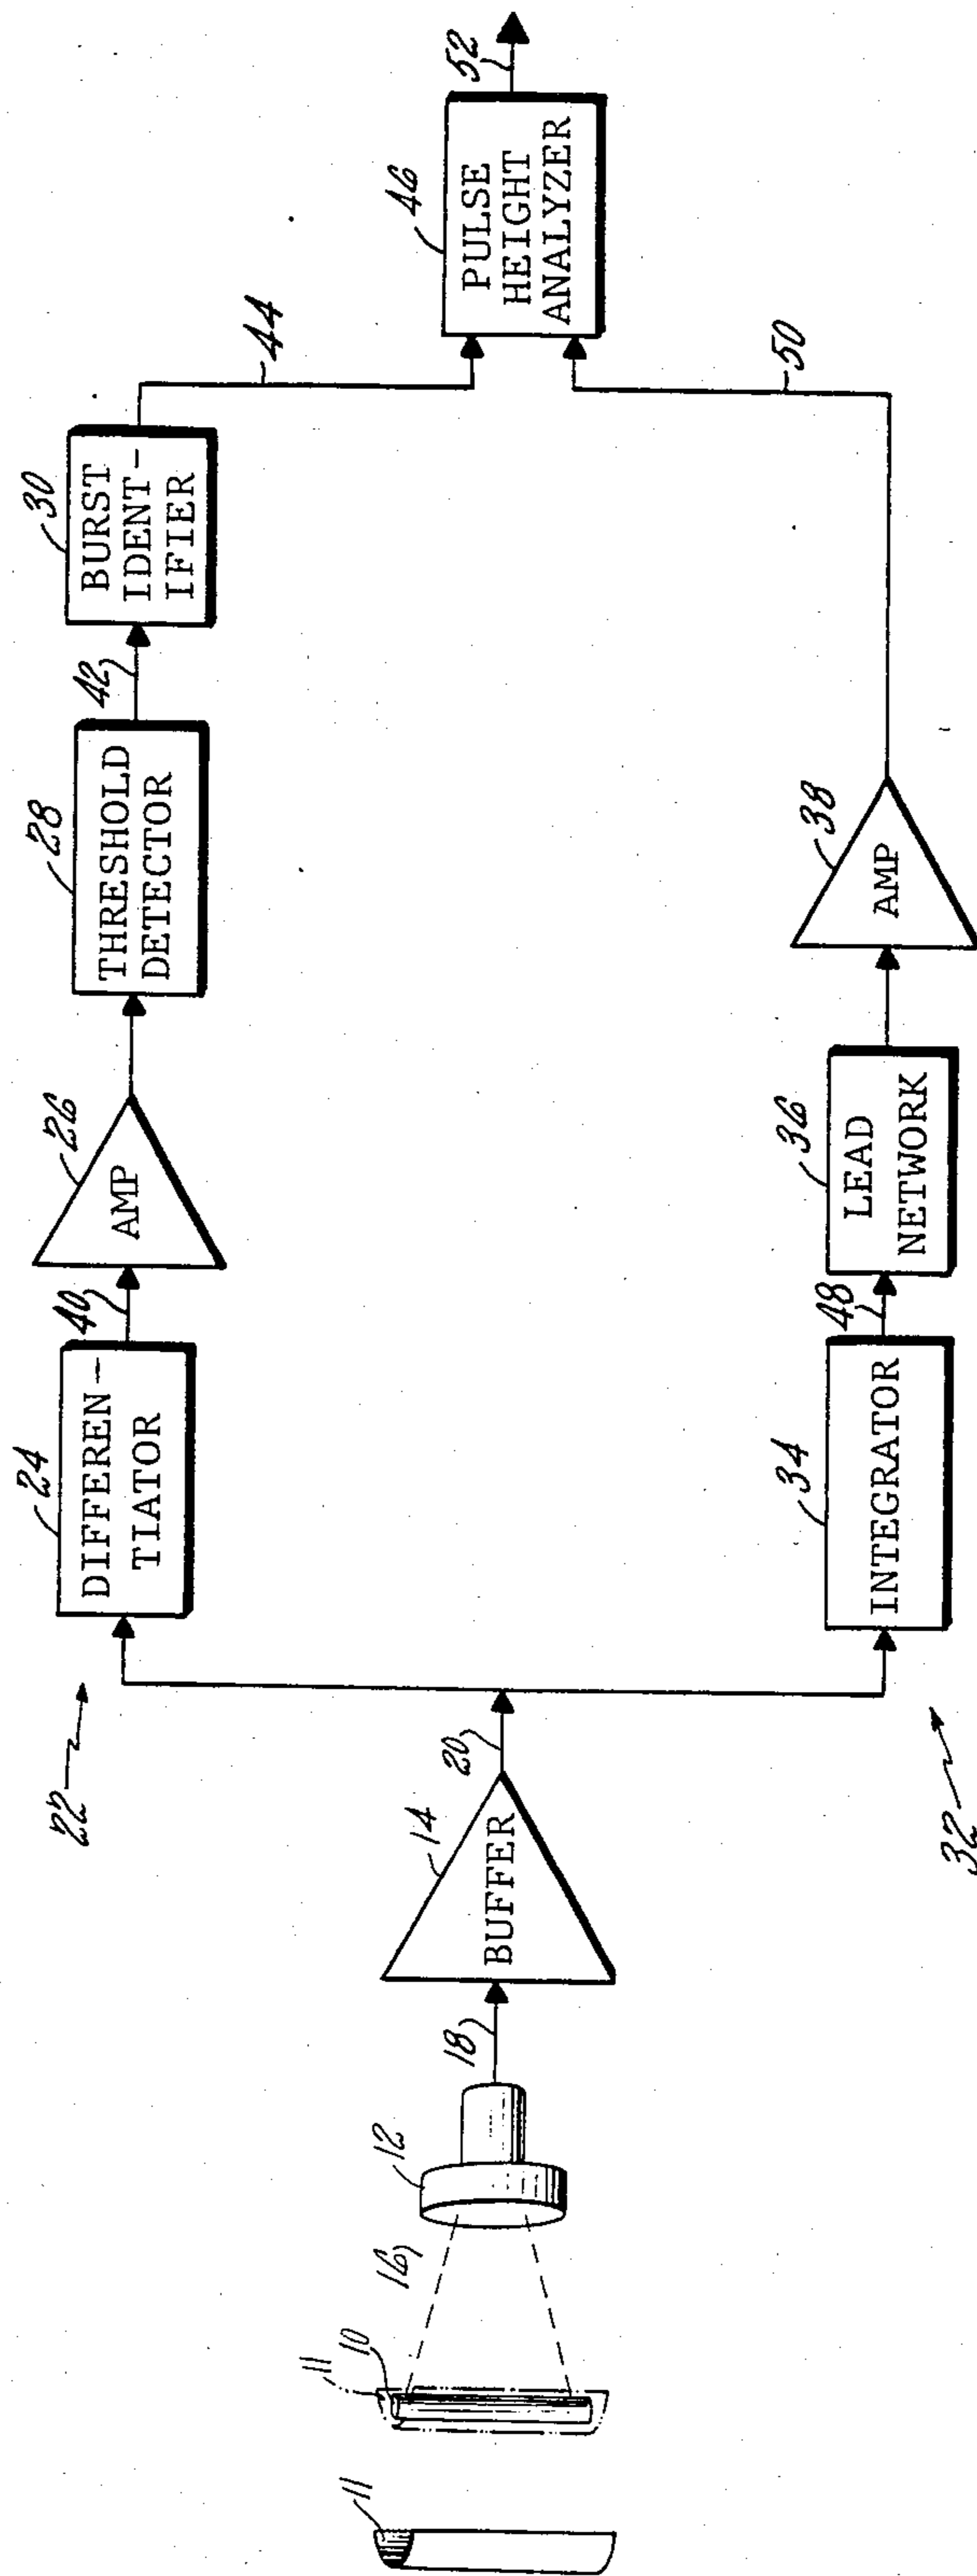 11
11
10
16
12
18
14
BUFFER
20
22
24
DIFFEREN-
TIATOR
40
26
AMP
28
THRESHOLD
DETECTOR
42
30
BURST
IDENT-
IFIER
44
32
34
INTEGRATOR
48
36
LEAD
NETWORK
38
AMP
50
46
PULSE
HEIGHT
ANALYZER
52